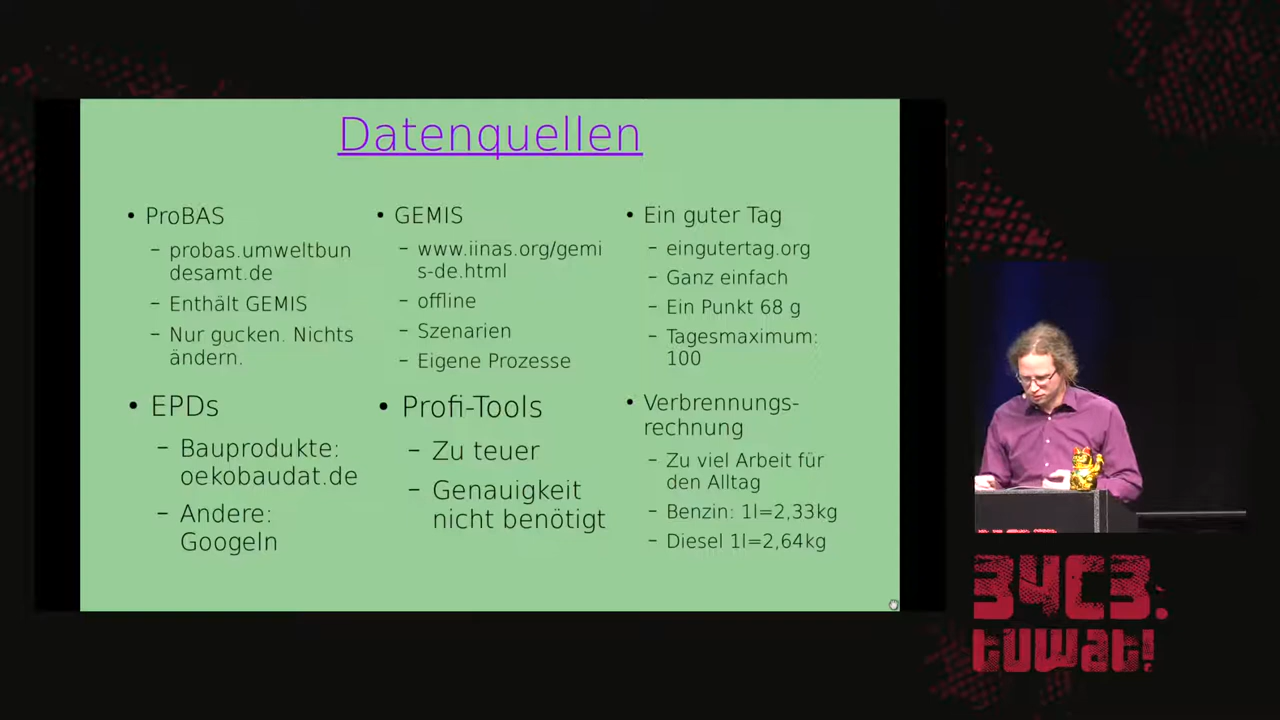 Datenquellen
• ProBAS
– probas.umweltbun
desamt.de
– Enthält GEMIS
– Nur gucken. Nichts
ändern.
• GEMIS
– www.iinas.org/gemi
s-de.html
– offline
– Szenarien
– Eigene Prozesse
• Ein guter Tag
– eingutertag.org
– Ganz einfach
– Ein Punkt 68 g
– Tagesmaximum:
100
• EPDs
– Bauprodukte:
oekobaudat.de
– Andere:
Googeln
• Profi-Tools
– Zu teuer
– Genauigkeit
nicht benötigt
• Verbrennungs-
rechnung
– Zu viel Arbeit für
den Alltag
– Benzin: 1l=2,33kg
– Diesel 1l=2,64kg
34C3.
tuwat!